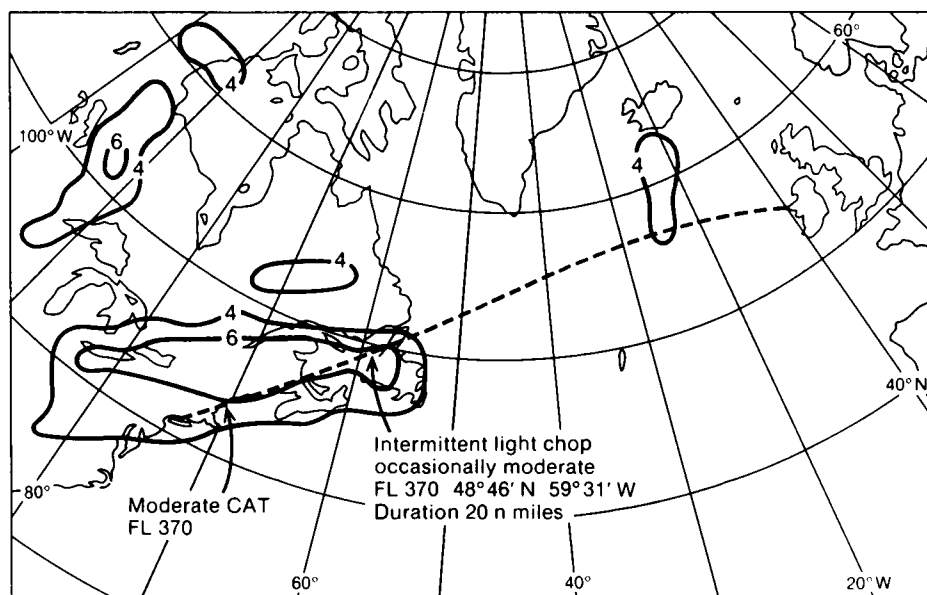 60°
4
100°W
6
4
4
4
4
6
40°N
Intermittent light chop
occasionally moderate
FL 370 48°46′ N 59°31′ W
Duration 20 n miles
80°
Moderate CAT
FL 370
60°
40°
20°W